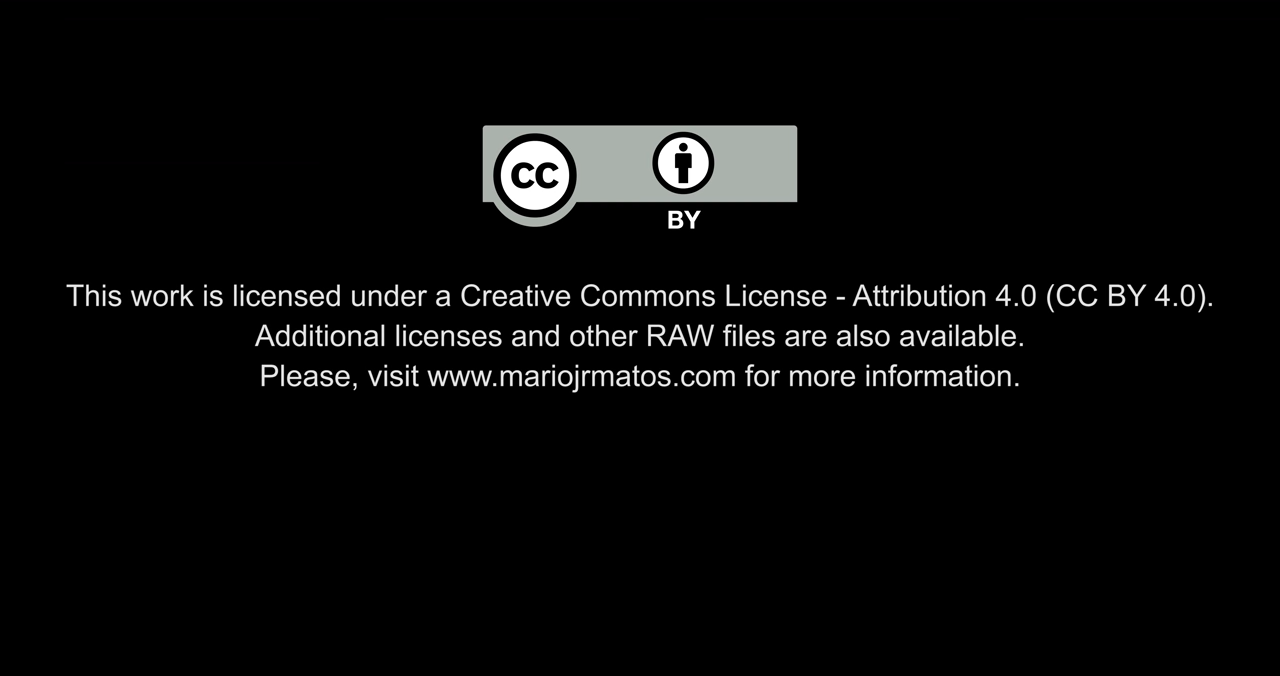 CC
BY
This work is licensed under a Creative Commons License - Attribution 4.0 (CC BY 4.0).
Additional licenses and other RAW files are also available.
Please, visit www.mariojrmatos.com for more information.